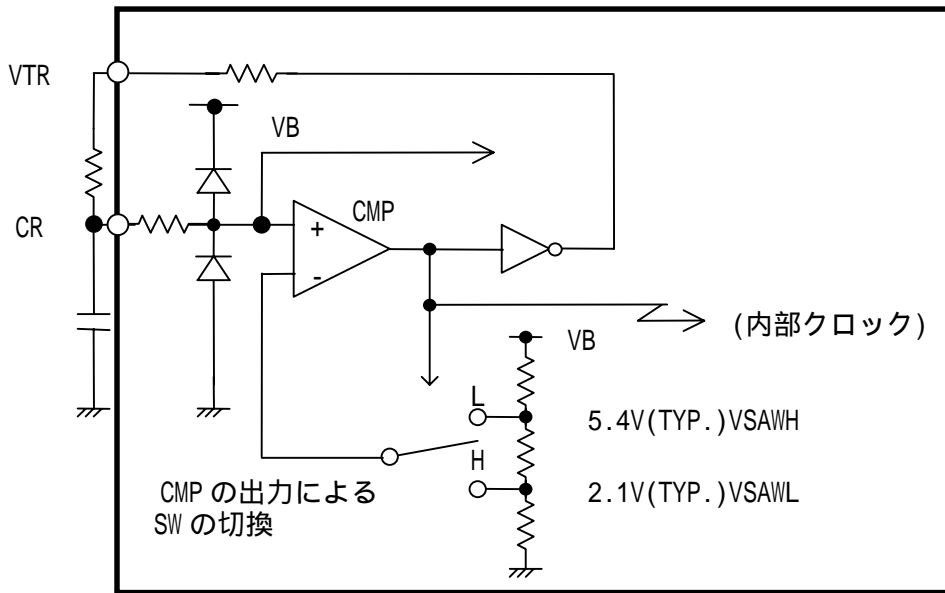 VTR
VB
CR
CMP
+
-
(内部クロック)
VB
L
5.4V(TYP.)VSAWH
H
2.1V(TYP.)VSAWL
CMP の出力による
SW の切換